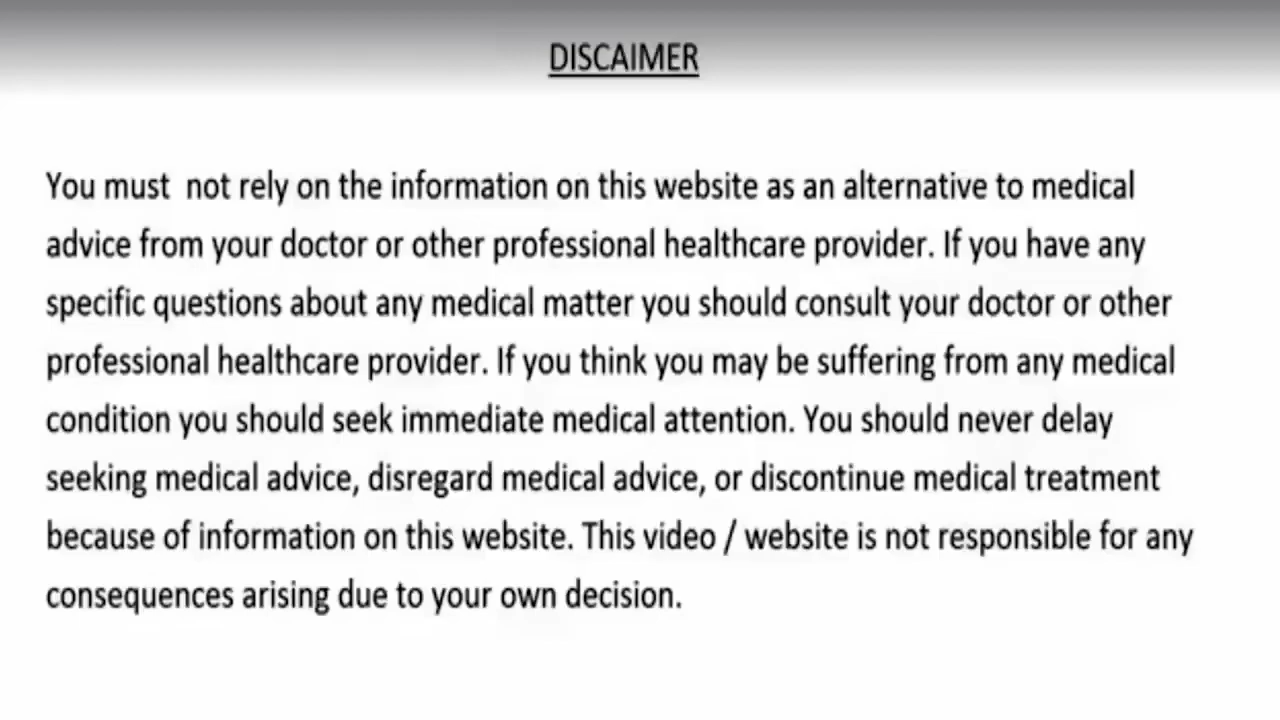 DISCAIMER
You must  not rely on the information on this website as an alternative to medical
advice from your doctor or other professional healthcare provider. If you have any
specific questions about any medical matter you should consult your doctor or other
professional healthcare provider. If you think you may be suffering from any medical
condition you should seek immediate medical attention. You should never delay
seeking medical advice, disregard medical advice, or discontinue medical treatment
because of information on this website. This video / website is not responsible for any
consequences arising due to your own decision.